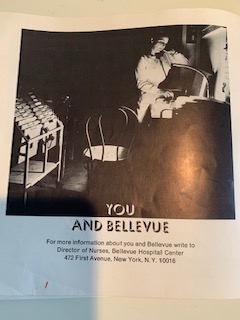 YOU
AND BELLEVUE
For more information about you and Bellevue write to
Director of Nurses, Bellevue Hospital Center
472 First Avenue, New York, N.Y. 10016